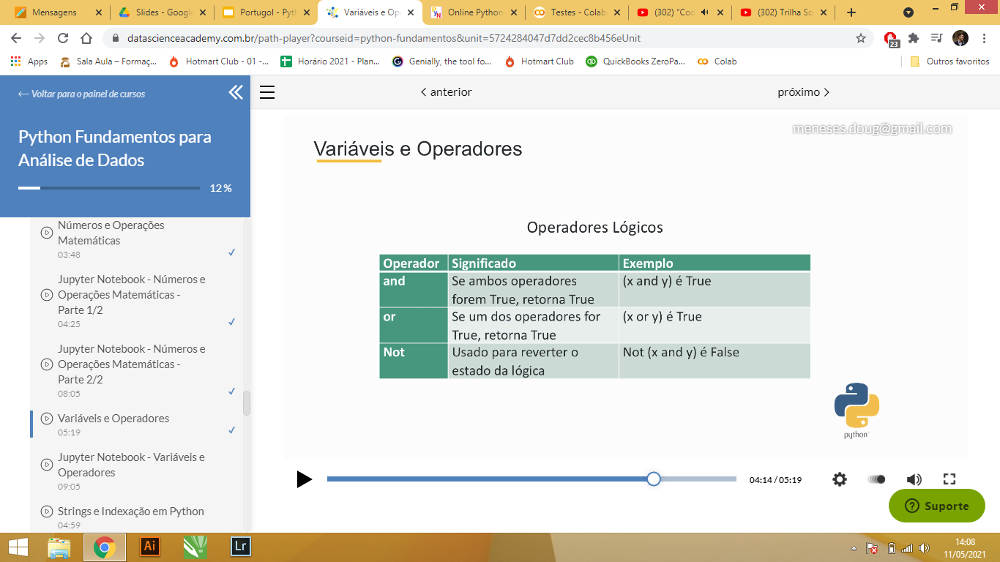 Mensagens
Slides - Google
Portugol - Pyth
Variáveis e Ope
Online Python
Testes - Colab
(302) "Coc
(302) Trilha So
datascienceacademy.com.br/path-player?courseid=python-fundamentos&unit=5724284047d7dd2cec8b456eUnit
23
Apps
Sala Aula – Formaç...
Hotmart Club - 01 -...
Horário 2021 - Plan...
Genially, the tool fo...
Hotmart Club
QuickBooks ZeroPa...
Colab
Outros favoritos
Voltar para o painel de cursos
Python Fundamentos para
Análise de Dados
12 %
Números e Operações
Matemáticas
03:48
Jupyter Notebook - Números e
Operações Matemáticas -
Parte 1/2
04:25
Jupyter Notebook - Números e
Operações Matemáticas -
Parte 2/2
08:05
Variáveis e Operadores
05:19
Jupyter Notebook - Variáveis e
Operadores
09:05
Strings e Indexação em Python
04:59
anterior
próximo
meneses.doug@gmail.com
Variáveis e Operadores
Operadores Lógicos
Operador Significado Exemplo
and Se ambos operadores (x and y) é True
forem True, retorna True
or Se um dos operadores for (x or y) é True
True, retorna True
Not Usado para reverter o Not (x and y) é False
estado da lógica
python
04:14 / 05:19
Suporte
Ai
Lr
14:08
11/05/2021